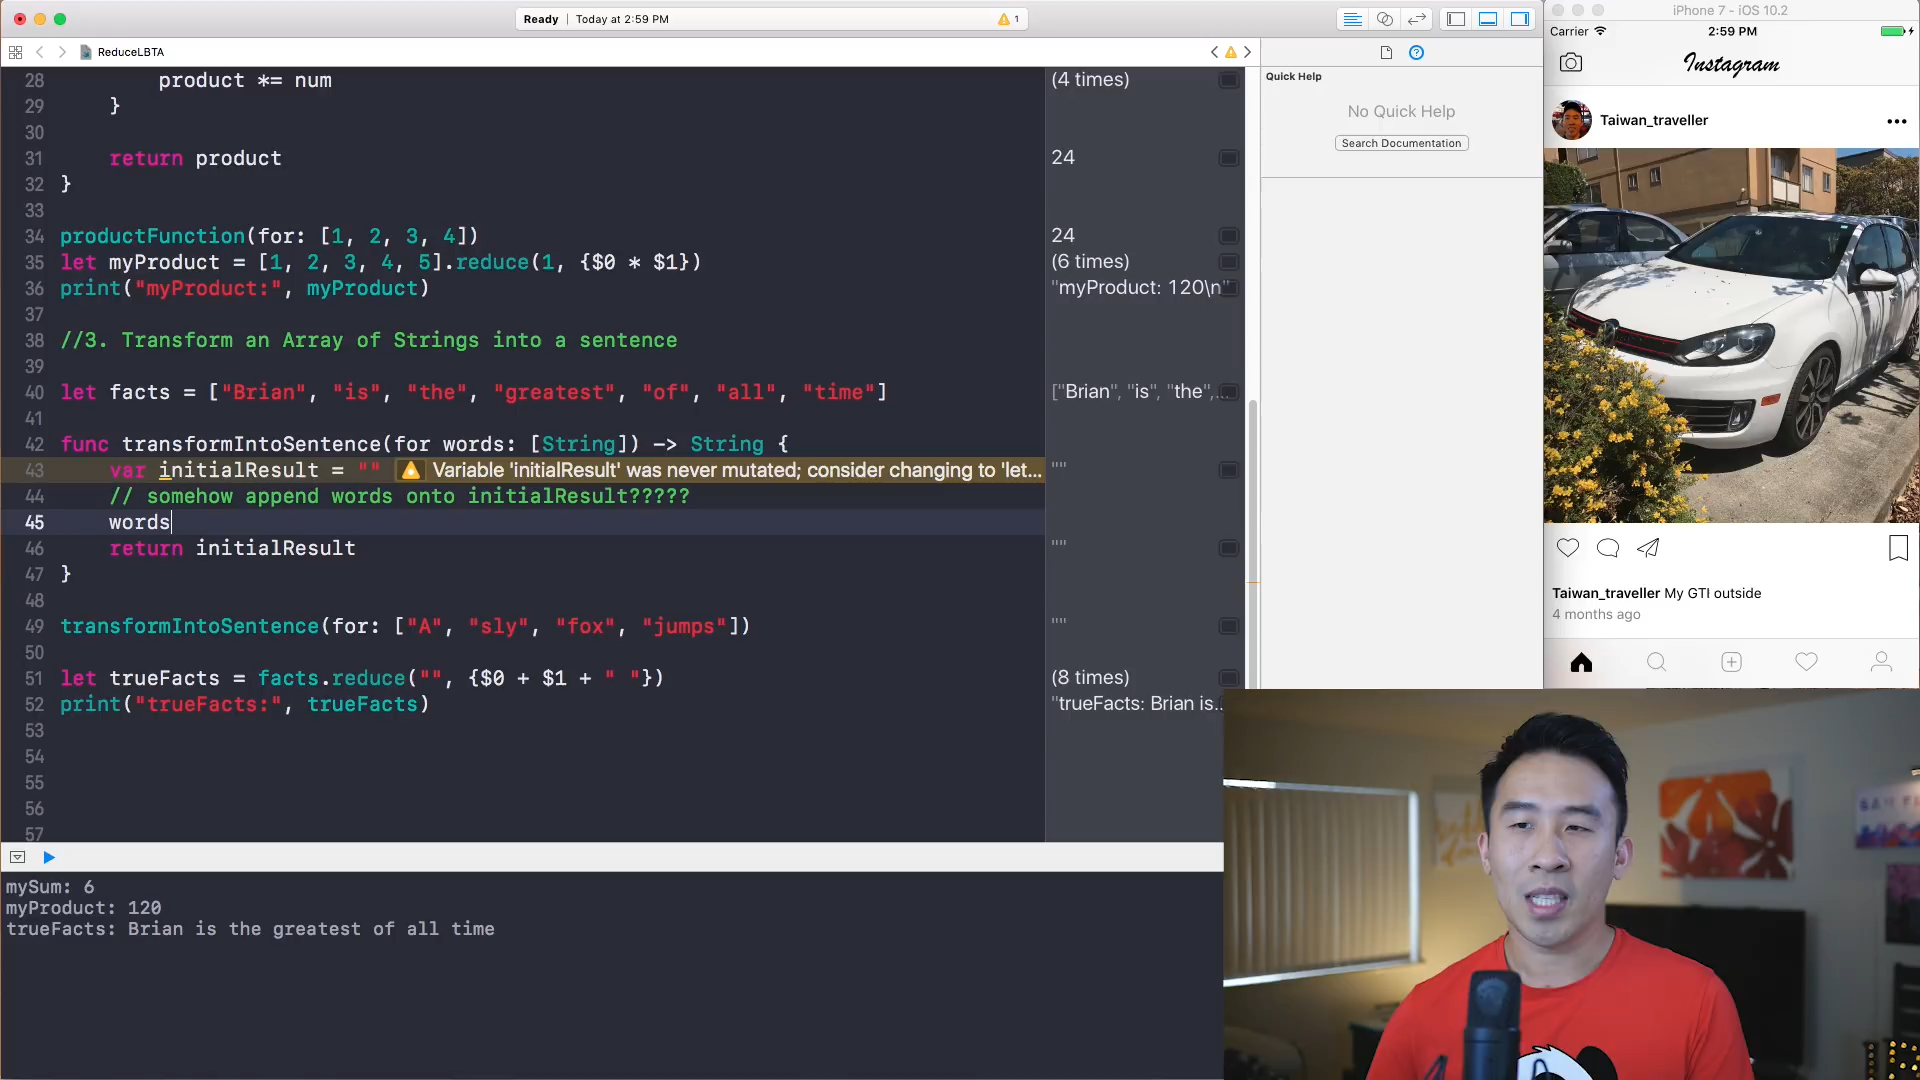 Ready | Today at 2:59 PM
1
ReduceLBTA
28 product *= num
29 }
30
31 return product
32 }
33
34 productFunction(for: [1, 2, 3, 4])
35 let myProduct = [1, 2, 3, 4, 5].reduce(1, {$0 * $1})
36 print("myProduct:", myProduct)
37
38 //3. Transform an Array of Strings into a sentence
39
40 let facts = ["Brian", "is", "the", "greatest", "of", "all", "time"]
41
42 func transformIntoSentence(for words: [String]) -> String {
43 var initialResult = "" Variable 'initialResult' was never mutated; consider changing to 'let...
44 // somehow append words onto initialResult?????
45 words
46 return initialResult
47 }
48
49 transformIntoSentence(for: ["A", "sly", "fox", "jumps"])
50
51 let trueFacts = facts.reduce("", {$0 + $1 + " "})
52 print("trueFacts:", trueFacts)
53
54
55
56
57
(4 times)
24
24
(6 times)
"myProduct: 120\n"
["Brian", "is", "the",...
""
""
""
(8 times)
"trueFacts: Brian is...
mySum: 6
myProduct: 120
trueFacts: Brian is the greatest of all time
Quick Help
No Quick Help
Search Documentation
iPhone 7 - iOS 10.2
Carrier 2:59 PM
Instagram
Taiwan_traveller
Taiwan_traveller My GTI outside
4 months ago